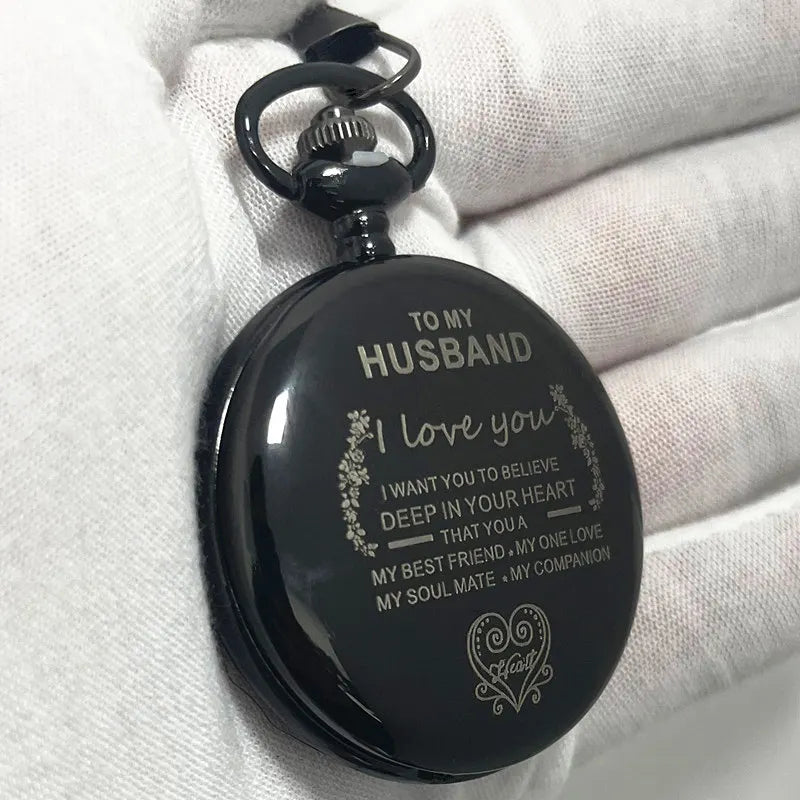 TO MY
HUSBAND
I love you
I WANT YOU TO BELIEVE
DEEP IN YOUR HEART
THAT YOU A
MY BEST FRIEND ★ MY ONE LOVE
MY SOUL MATE ★ MY COMPANION
Heart